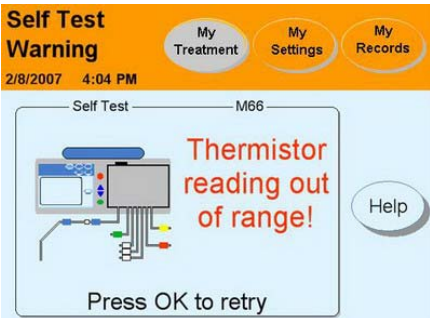 Self Test
Warning
2/8/2007 4:04 PM
My
Treatment
My
Settings
My
Records
Self Test
M66
Thermistor
reading out
of range!
Help
Press OK to retry